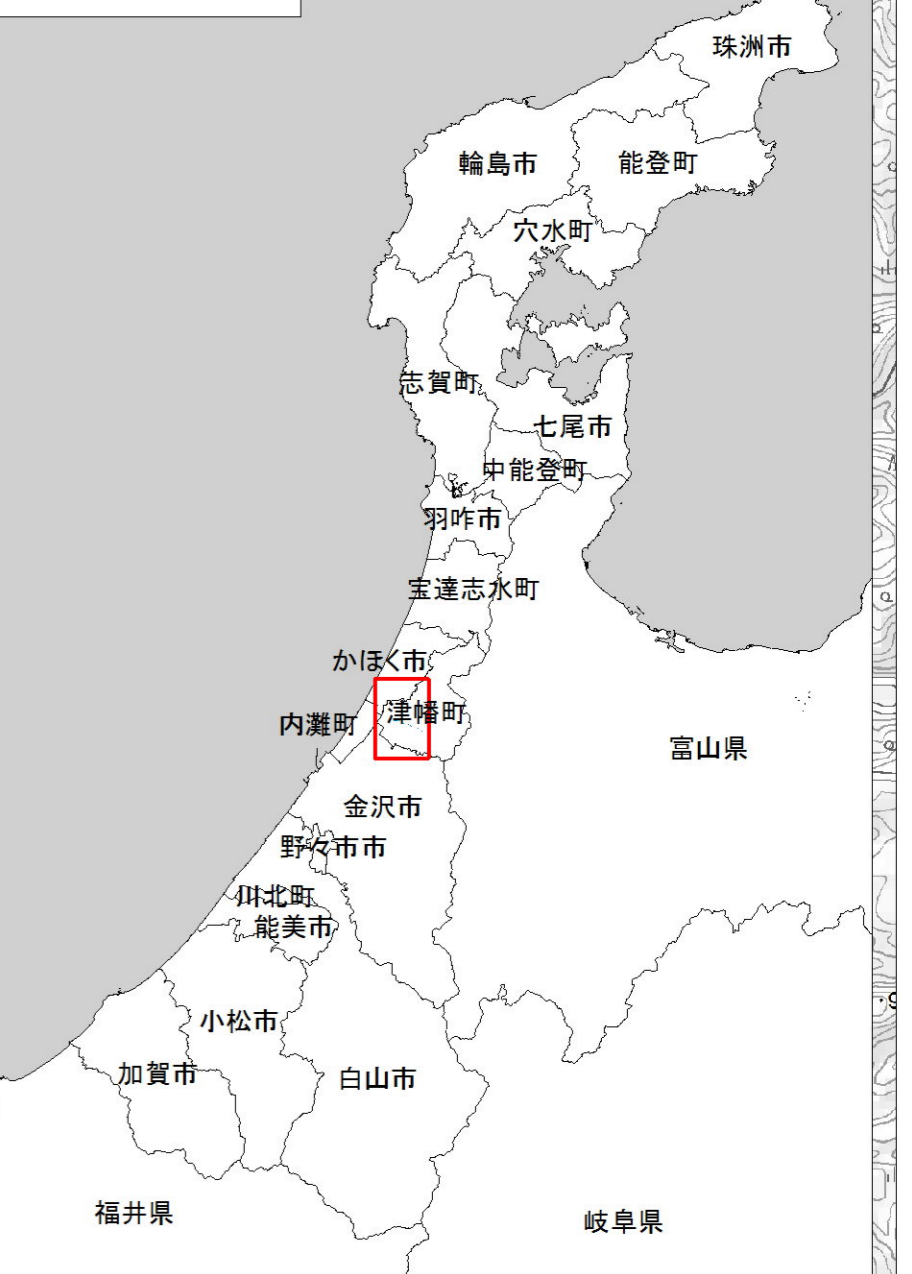 珠洲市
輪島市
能登町
穴水町
志賀町
七尾市
中能登町
羽咋市
宝達志水町
かほく市
津幡町
内灘町
富山県
金沢市
野々市市
川北町
能美市
小松市
加賀市
白山市
福井県
岐阜県